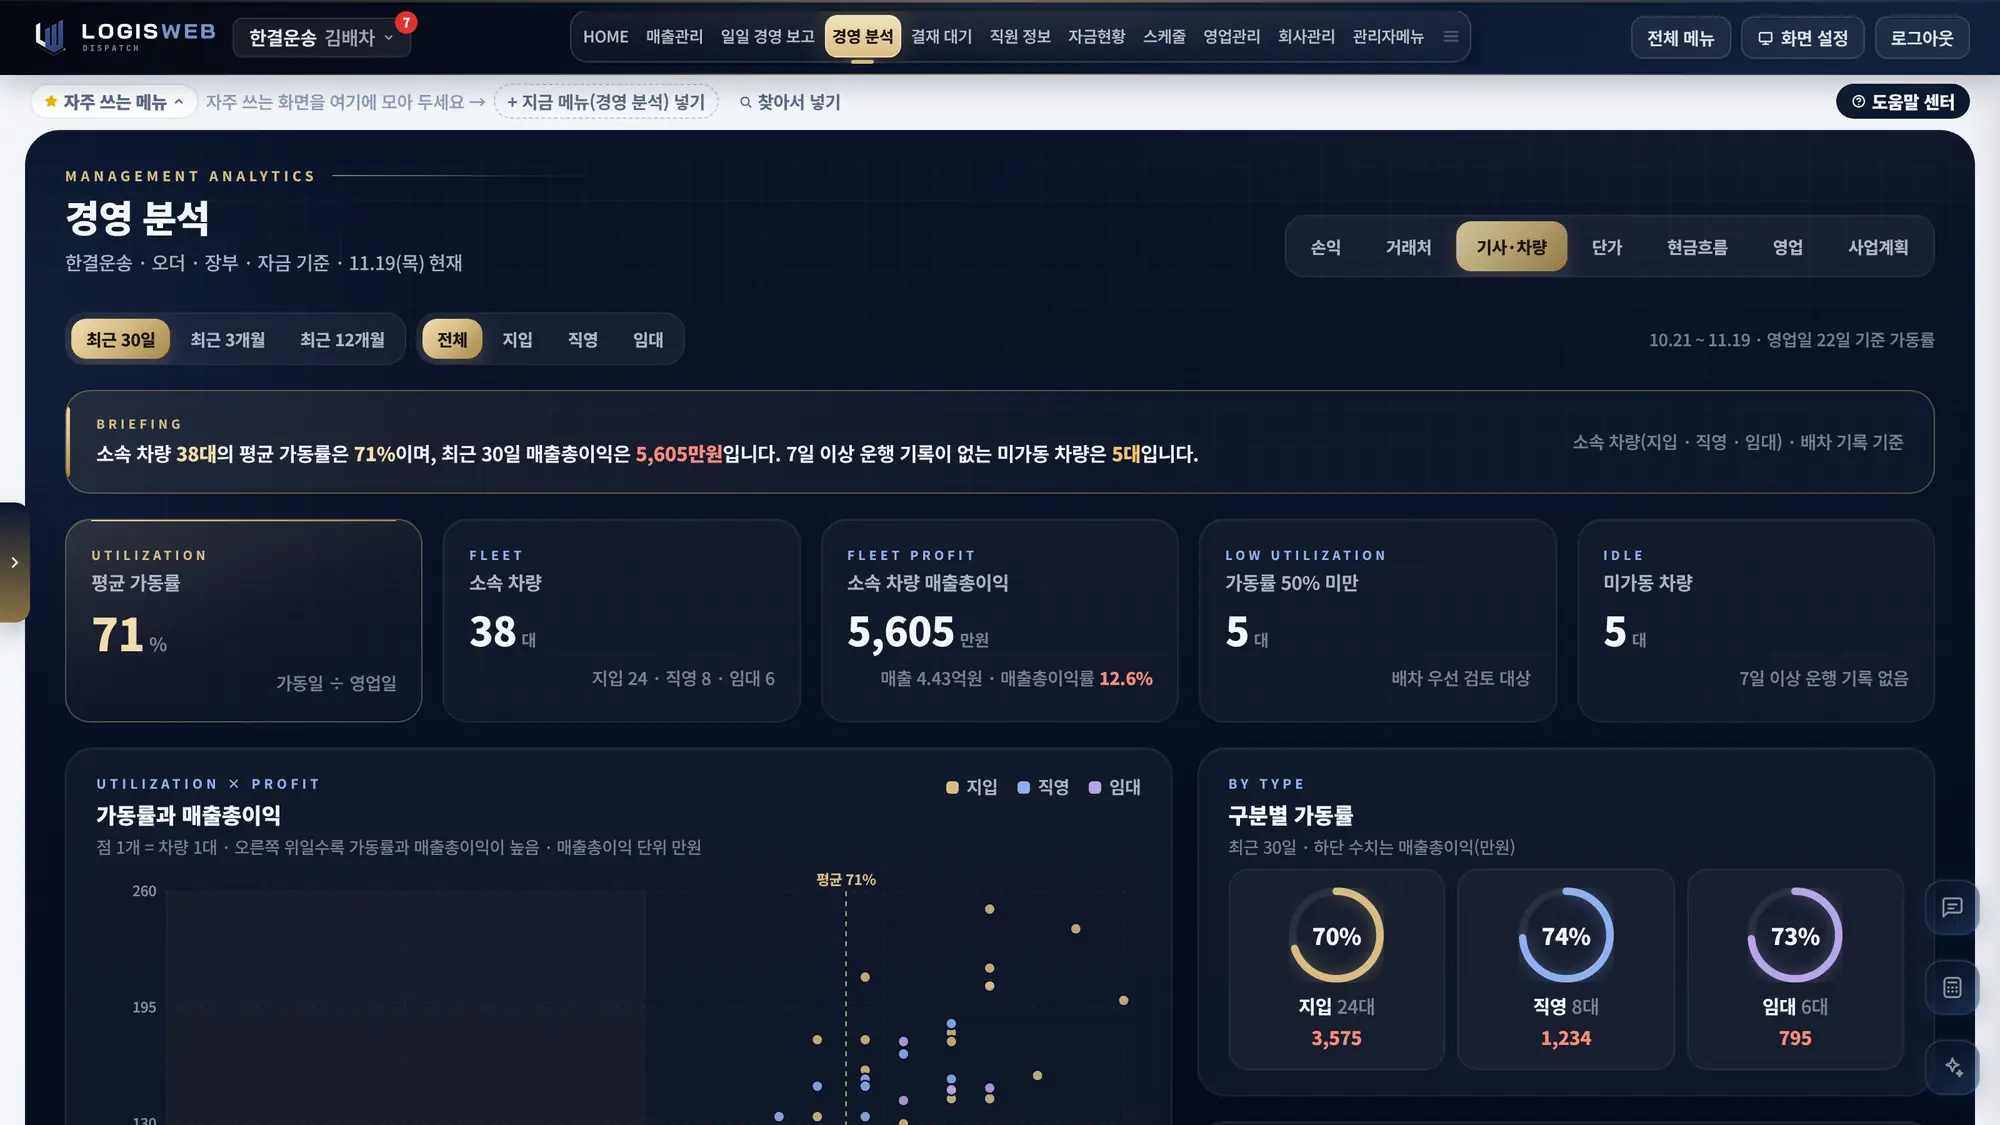 LOGISWEB
DISPATCH
한결운송 김배차
7
HOME 매출관리 일일 경영 보고 경영 분석 결재 대기 직원 정보 자금현황 스케줄 영업관리 회사관리 관리자메뉴
전체 메뉴 화면 설정 로그아웃
자주 쓰는 메뉴 자주 쓰는 화면을 여기에 모아 두세요 → + 지금 메뉴(경영 분석) 넣기 찾아서 넣기
도움말 센터
MANAGEMENT ANALYTICS
경영 분석
한결운송 · 오더 · 장부 · 자금 기준 · 11.19(목) 현재
손익 거래처 기사·차량 단가 현금흐름 영업 사업계획
최근 30일 최근 3개월 최근 12개월 전체 지입 직영 임대
10.21 ~ 11.19 · 영업일 22일 기준 가동률
BRIEFING
소속 차량 38대의 평균 가동률은 71%이며, 최근 30일 매출총이익은 5,605만원입니다. 7일 이상 운행 기록이 없는 미가동 차량은 5대입니다.
소속 차량(지입 · 직영 · 임대) · 배차 기록 기준
UTILIZATION
평균 가동률
71 %
가동일 ÷ 영업일
FLEET
소속 차량
38 대
지입 24 · 직영 8 · 임대 6
FLEET PROFIT
소속 차량 매출총이익
5,605 만원
매출 4.43억원 · 매출총이익률 12.6%
LOW UTILIZATION
가동률 50% 미만
5 대
배차 우선 검토 대상
IDLE
미가동 차량
5 대
7일 이상 운행 기록 없음
UTILIZATION × PROFIT
가동률과 매출총이익
점 1개 = 차량 1대 · 오른쪽 위일수록 가동률과 매출총이익이 높음 · 매출총이익 단위 만원
지입 직영 임대
평균 71%
260
195
130
BY TYPE
구분별 가동률
최근 30일 · 하단 수치는 매출총이익(만원)
70%
지입 24대
3,575
74%
직영 8대
1,234
73%
임대 6대
795